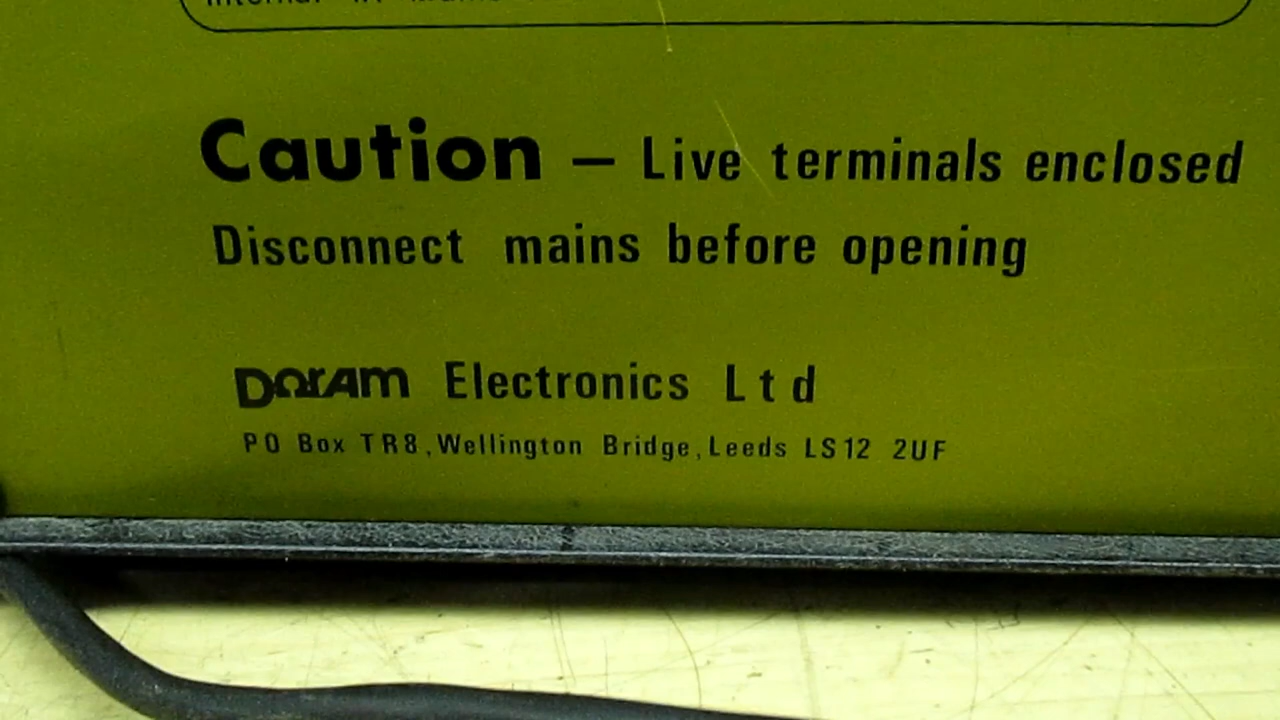 Caution – Live terminals enclosed
Disconnect mains before opening
Doram Electronics Ltd
PO Box TR8, Wellington Bridge, Leeds LS12 2UF